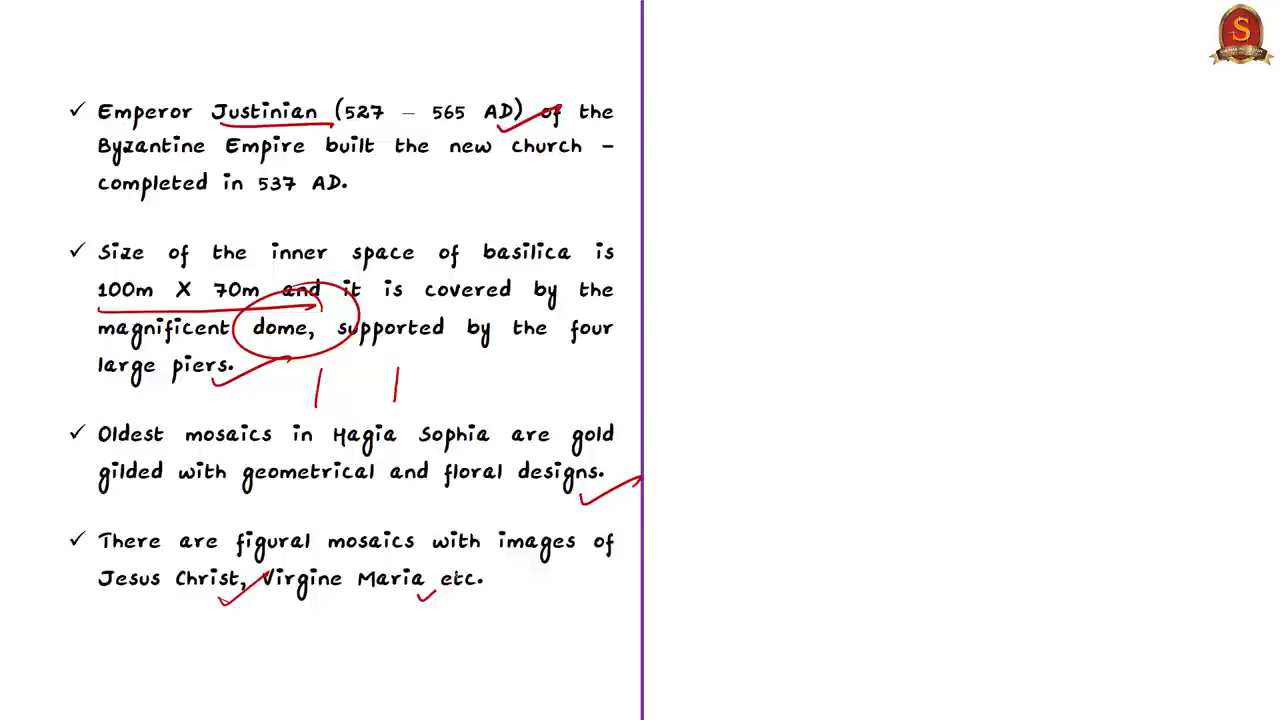 ✓ Emperor Justinian (527 – 565 AD) of the
Byzantine Empire built the new church –
completed in 537 AD.
✓ Size of the inner space of basilica is
100m X 70m and it is covered by the
magnificent dome, supported by the four
large piers.
✓ Oldest mosaics in Hagia Sophia are gold
gilded with geometrical and floral designs.
✓ There are figural mosaics with images of
Jesus Christ, Virgine Maria etc.
S